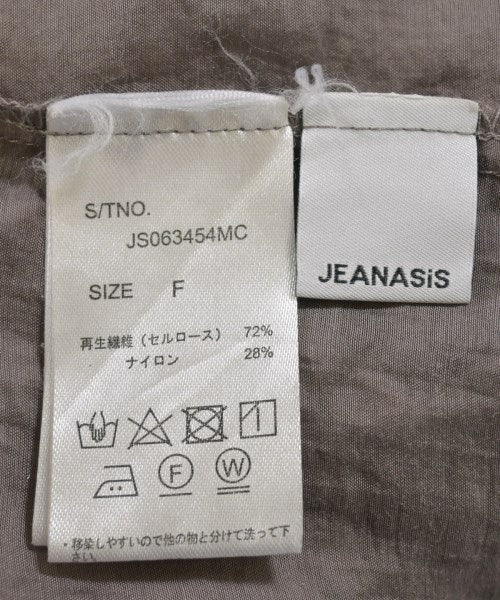 S/TNO.
JS063454MC
SIZE F
再生繊維（セルロース） 72%
ナイロン 28%
F W
・移染しやすいので他の物と分けて洗って下
さい。
JEANASiS